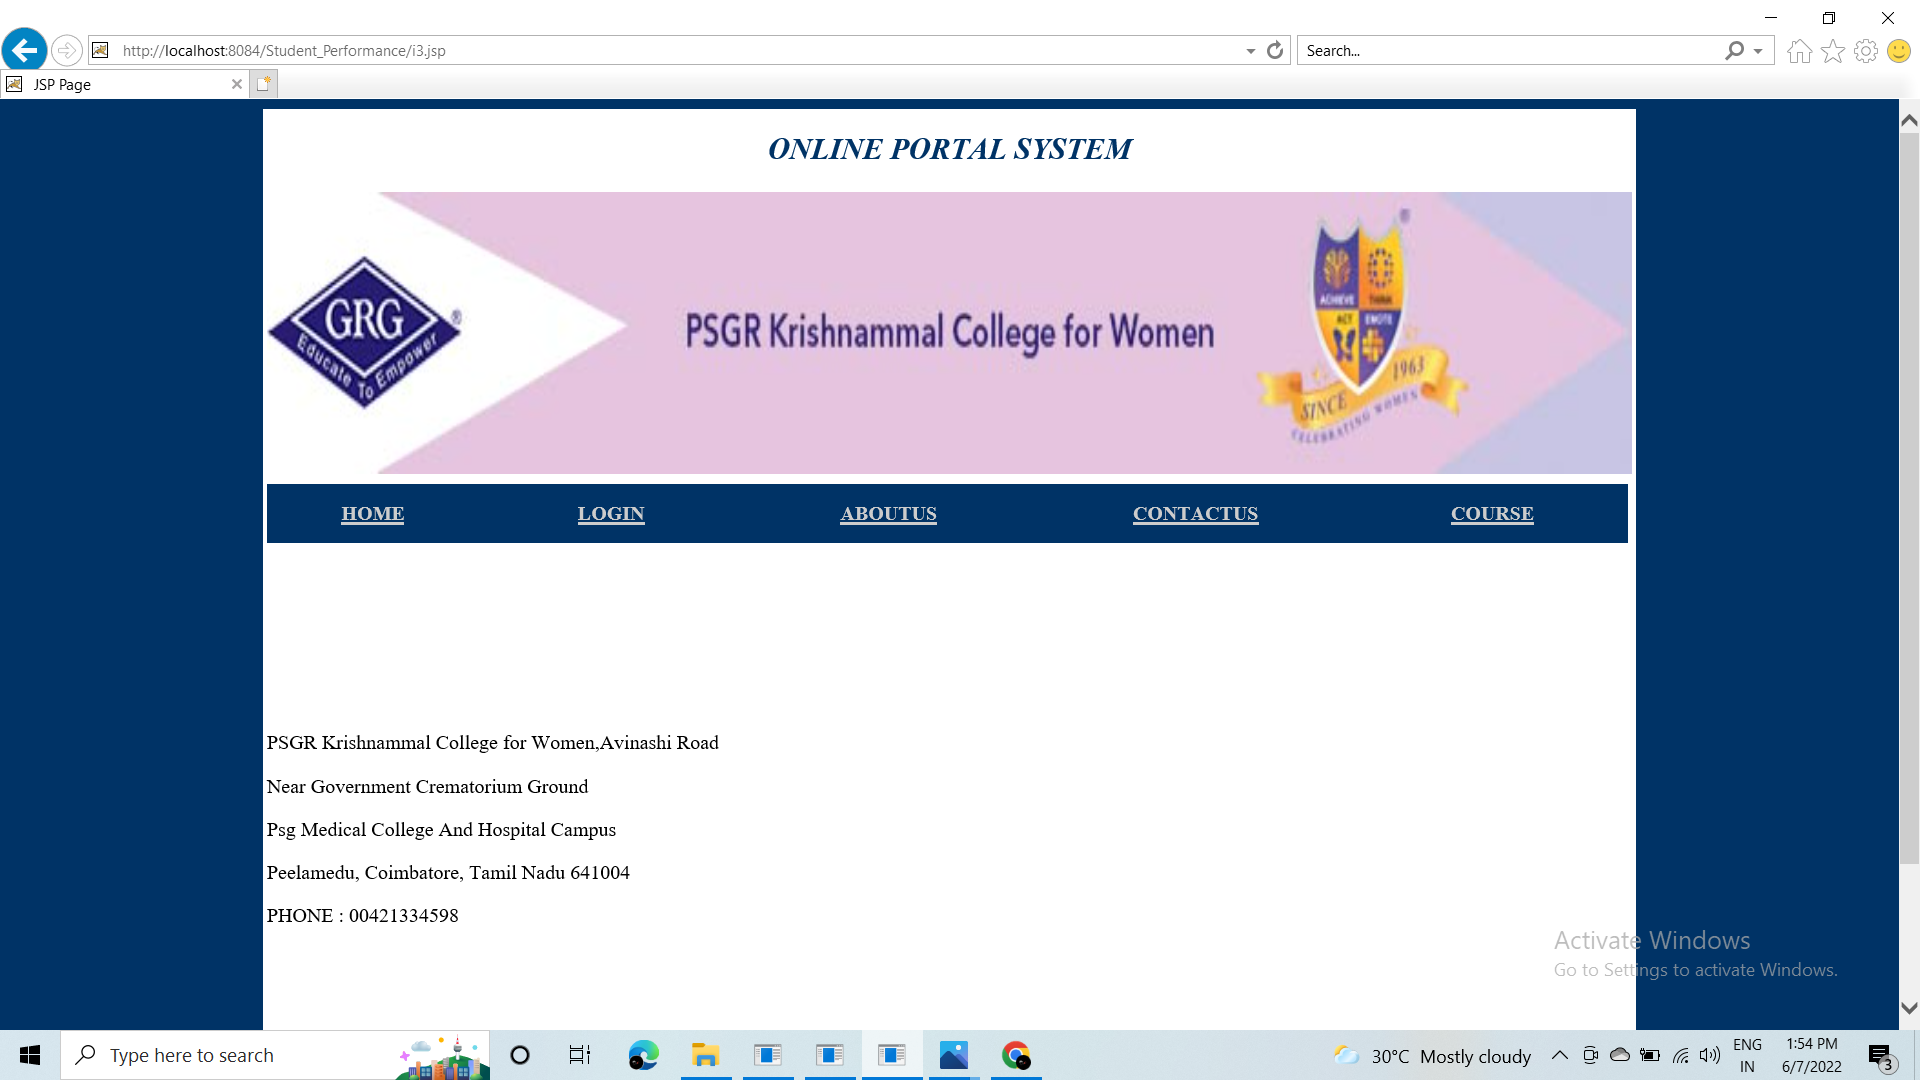 http://localhost:8084/Student_Performance/i3.jsp
Search...
JSP Page
ONLINE PORTAL SYSTEM
GRG
®
Educate To Empower
PSGR Krishnammal College for Women
®
ACHIEVE THINK
ACT EMOTE
SINCE 1963
CELEBRATING WOMEN
HOME LOGIN ABOUTUS CONTACTUS COURSE
PSGR Krishnammal College for Women,Avinashi Road
Near Government Crematorium Ground
Psg Medical College And Hospital Campus
Peelamedu, Coimbatore, Tamil Nadu 641004
PHONE : 00421334598
Activate Windows
Go to Settings to activate Windows.
Type here to search
30°C Mostly cloudy
ENG
IN
1:54 PM
6/7/2022
3